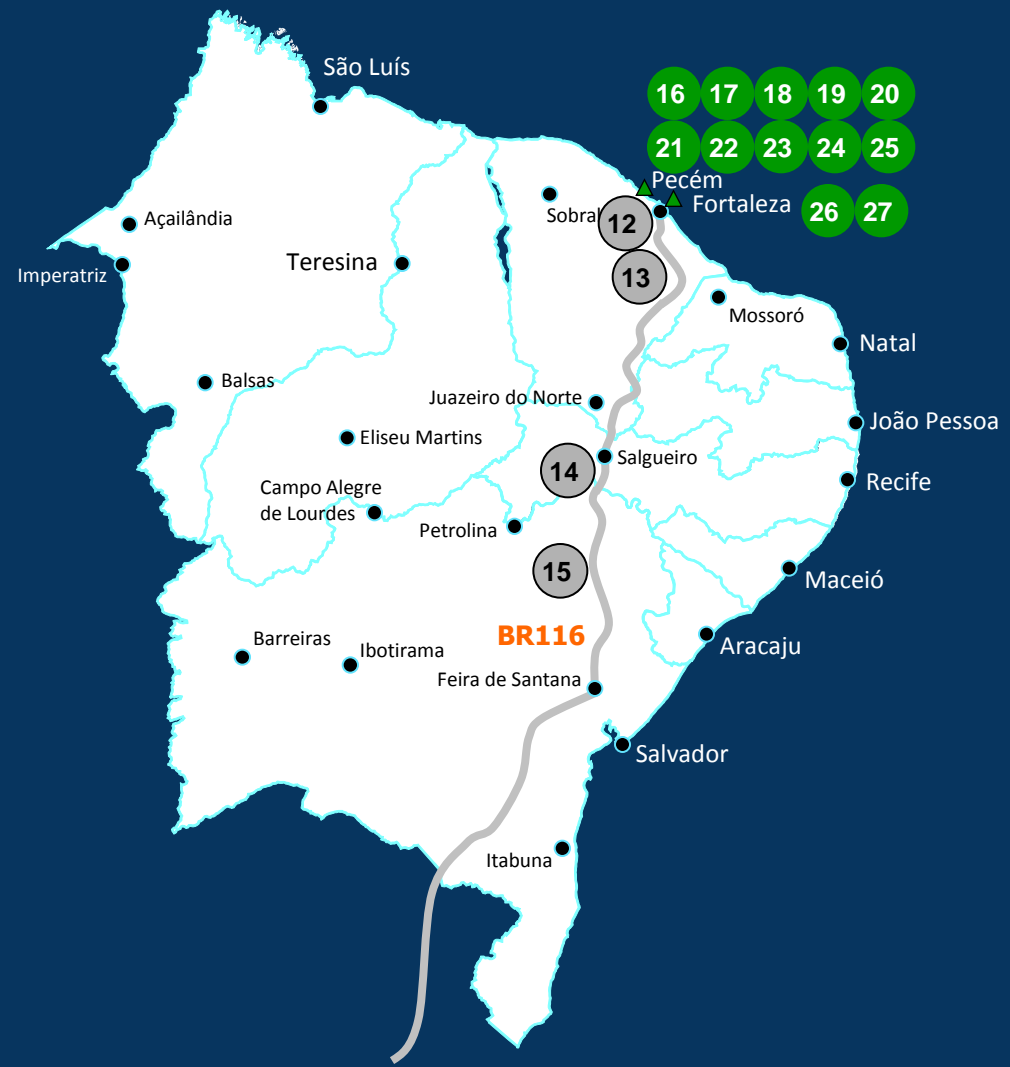 São Luís
16 17 18 19 20
21 22 23 24 25
Pecém
Sobral
12
Fortaleza
26 27
Açailândia
Imperatriz
Teresina
13
Mossoró
Natal
Balsas
Juazeiro do Norte
João Pessoa
Eliseu Martins
Salgueiro
14
Recife
Campo Alegre
de Lourdes
Petrolina
15
Maceió
BR116
Aracaju
Barreiras
Ibotirama
Feira de Santana
Salvador
Itabuna